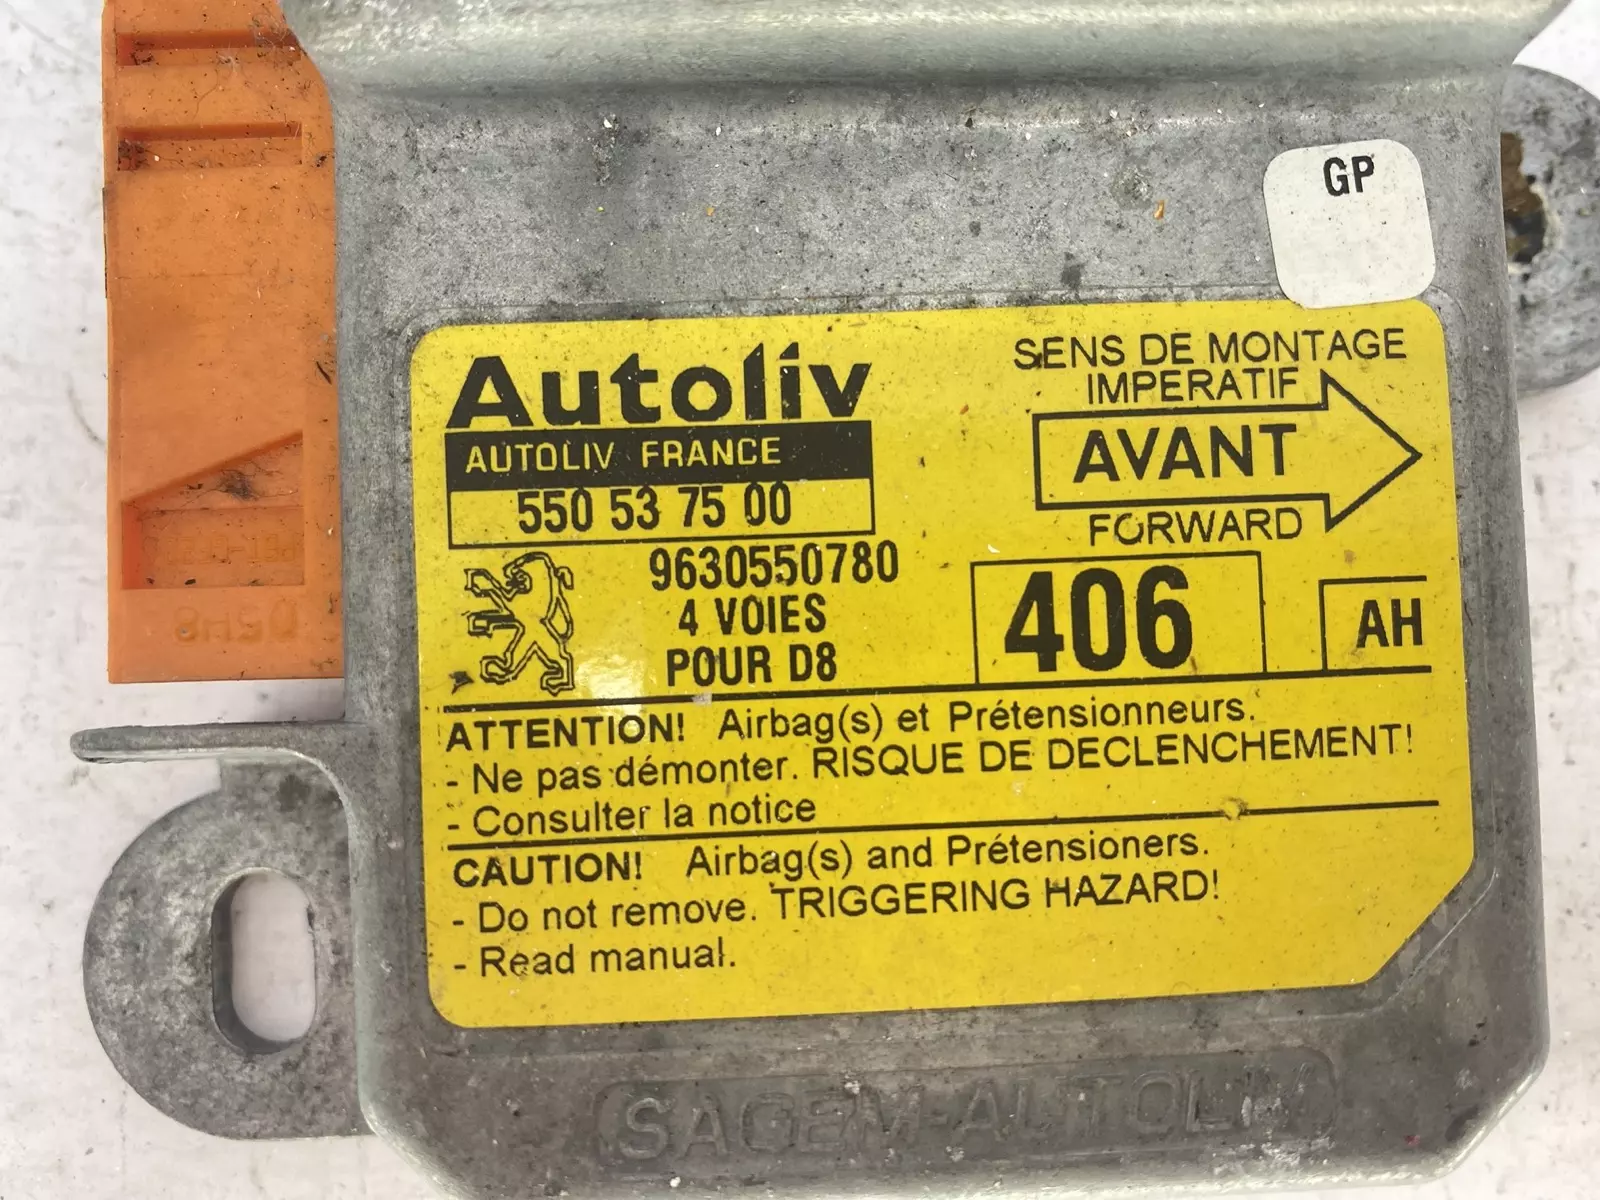 GP
Autoliv
AUTOLIV FRANCE
550 53 75 00
SENS DE MONTAGE
IMPERATIF
AVANT
FORWARD
9630550780
4 VOIES
POUR D8
406
AH
ATTENTION! Airbag(s) et Prétensionneurs.
- Ne pas démonter. RISQUE DE DECLENCHEMENT!
- Consulter la notice
CAUTION! Airbag(s) and Prétensioners.
- Do not remove. TRIGGERING HAZARD!
- Read manual.
SAGEM-AUTOLIV